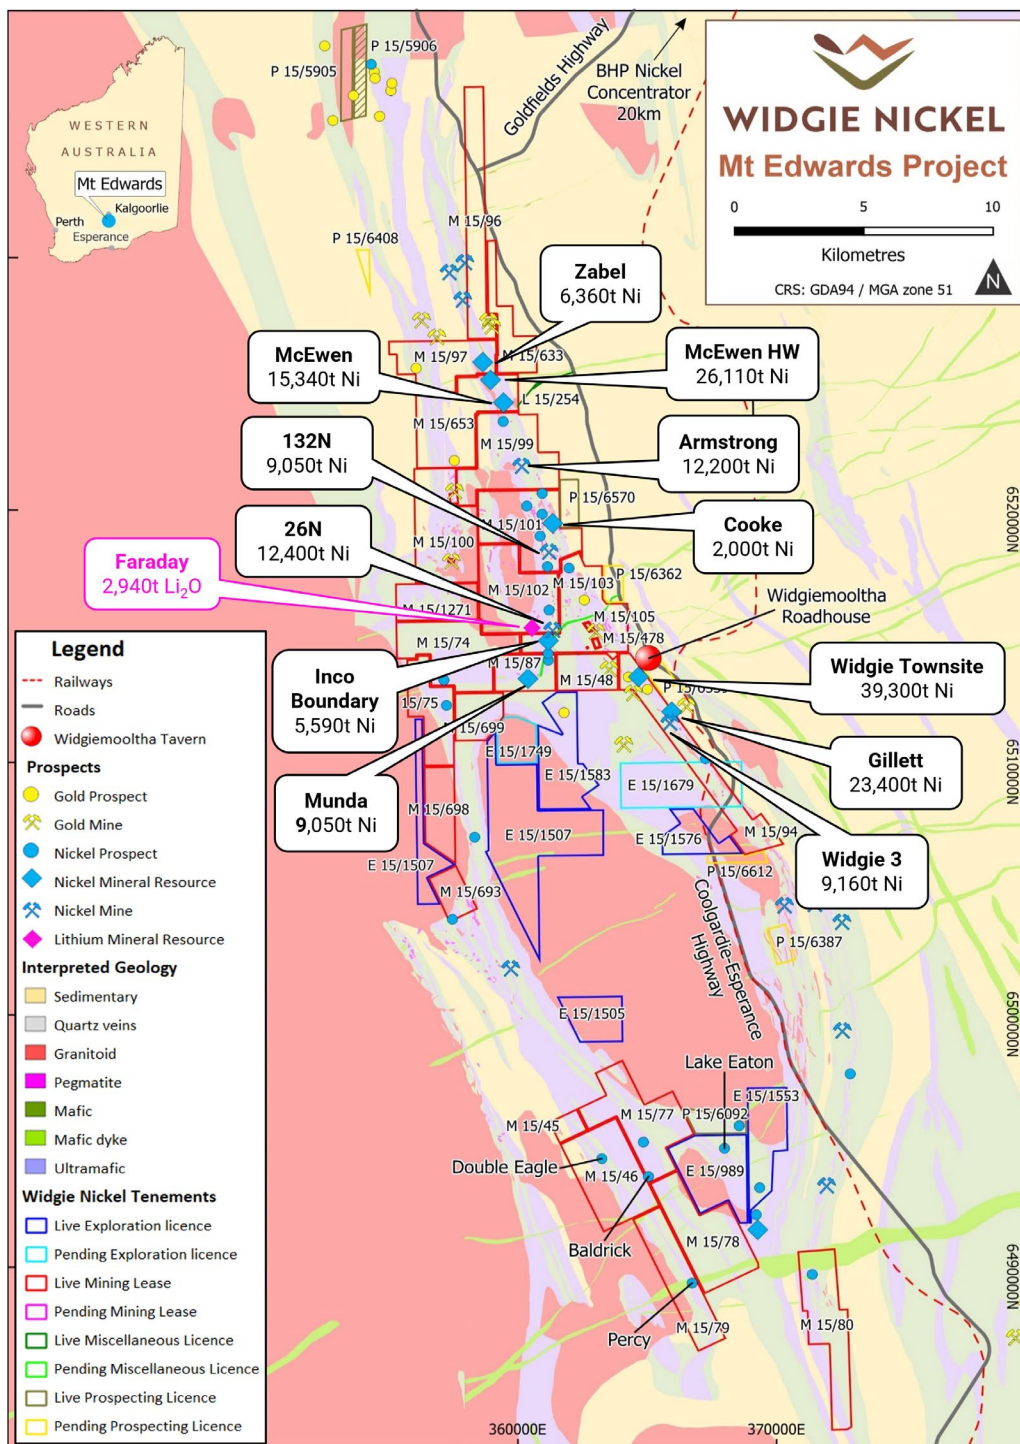 P 15/5906
P 15/5905
Goldfields Highway
BHP Nickel
Concentrator
20km
WIDGIE NICKEL
Mt Edwards Project
0 5 10
Kilometres
CRS: GDA94 / MGA zone 51
N
WESTERN
AUSTRALIA
Mt Edwards
Kalgoorlie
Perth
Esperance
M 15/96
P 15/6408
Zabel
6,360t Ni
McEwen
15,340t Ni
M 15/97
M 15/633
McEwen HW
26,110t Ni
L 15/254
M 15/653
132N
9,050t Ni
M 15/99
Armstrong
12,200t Ni
P 15/6570
6520000N
26N
12,400t Ni
M 15/101
Cooke
2,000t Ni
M 15/100
Faraday
2,940t Li2O
M 15/102
M 15/103
P 15/6362
Widgiemooltha
Roadhouse
M 15/1271
M 15/105
M 15/74
M 15/478
M 15/87
M 15/48
Inco
Boundary
5,590t Ni
Widgie Townsite
39,300t Ni
15/75
M 15/699
E 15/1749
E 15/1583
E 15/1679
Gillett
23,400t Ni
6510000N
Munda
9,050t Ni
M 15/698
E 15/1507
E 15/1507
E 15/1576
M 15/94
P 15/6612
Widgie 3
9,160t Ni
M 15/693
Coolgardie-Esperance
Highway
P 15/6387
E 15/1505
6500000N
Lake Eaton
M 15/45
M 15/77
P 15/6092
E 15/1553
Double Eagle
M 15/46
E 15/989
Baldrick
M 15/78
6490000N
Percy
M 15/79
M 15/80
360000E
370000E
Legend
Railways
Roads
Widgiemooltha Tavern
Prospects
Gold Prospect
Gold Mine
Nickel Prospect
Nickel Mineral Resource
Nickel Mine
Lithium Mineral Resource
Interpreted Geology
Sedimentary
Quartz veins
Granitoid
Pegmatite
Mafic
Mafic dyke
Ultramafic
Widgie Nickel Tenements
Live Exploration licence
Pending Exploration licence
Live Mining Lease
Pending Mining Lease
Live Miscellaneous Licence
Pending Miscellaneous Licence
Live Prospecting Licence
Pending Prospecting Licence